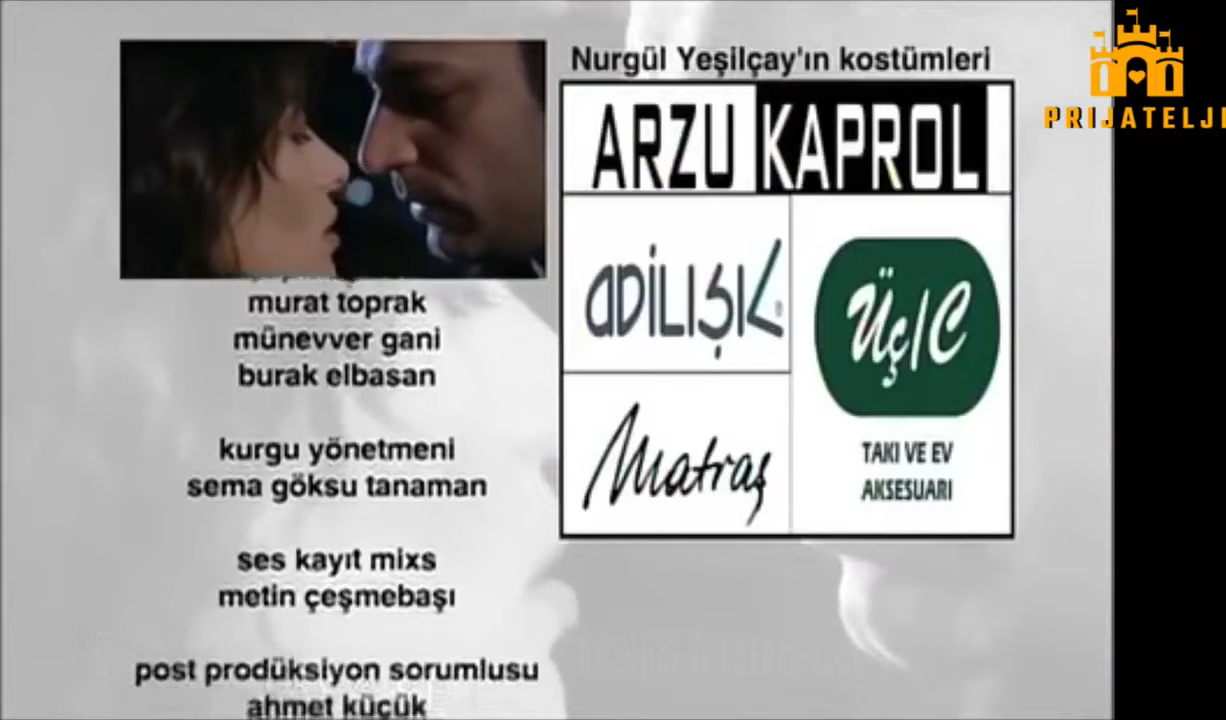 Nurgül Yeşilçay'ın kostümleri
ARZU KAPROL
ADİLIŞIK
Üç/C
TAKI VE EV
AKSESUARI
Matraş
PRIJATELJI
murat toprak
münevver gani
burak elbasan
kurgu yönetmeni
sema göksu tanaman
ses kayıt mixs
metin çeşmebaşı
post prodüksiyon sorumlusu
ahmet küçük